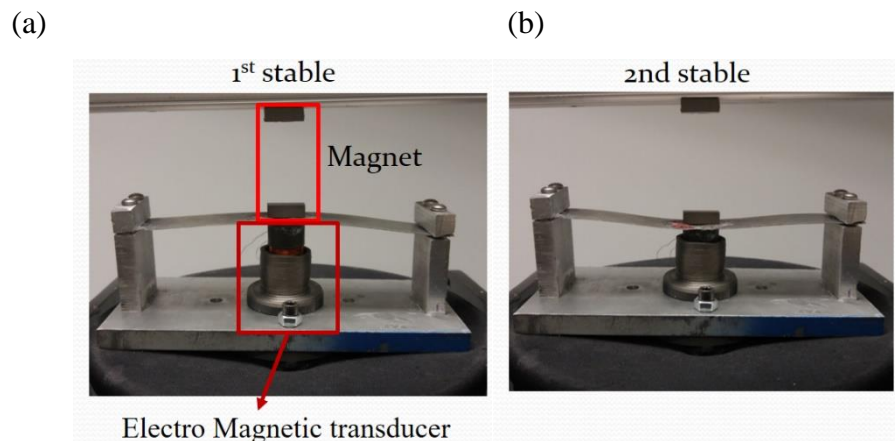 (a)
(b)
1st stable
2nd stable
Magnet
Electro Magnetic transducer